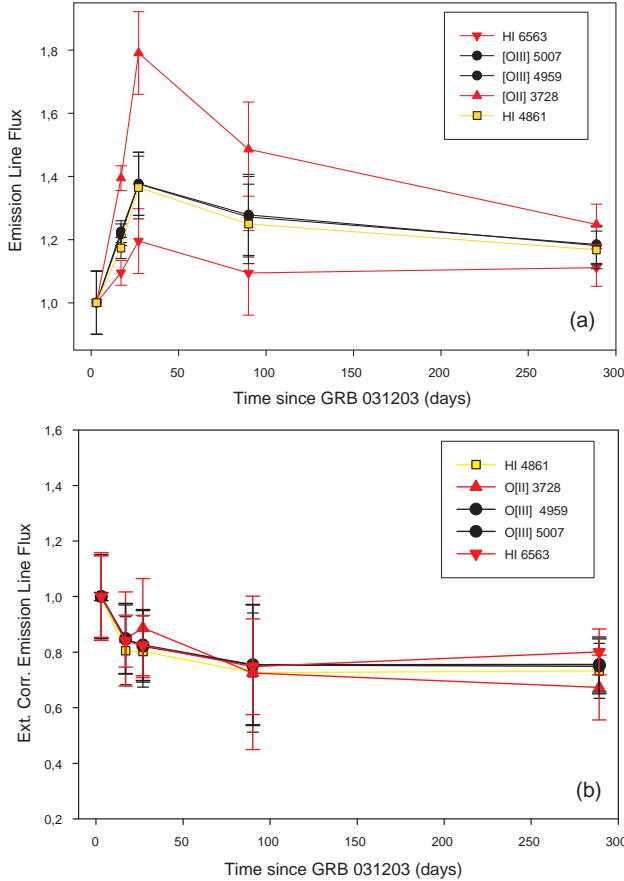 1,8
1,6
1,4
1,2
1,0
Emission Line Flux
HI 6563
[OIII] 5007
[OIII] 4959
[OII] 3728
HI 4861
(a)
0 50 100 150 200 250 300
Time since GRB 031203 (days)
1,6
1,4
1,2
1,0
0,8
0,6
0,4
0,2
Ext. Corr. Emission Line Flux
HI 4861
O[II] 3728
O[III] 4959
O[III] 5007
HI 6563
(b)
0 50 100 150 200 250 300
Time since GRB 031203 (days)